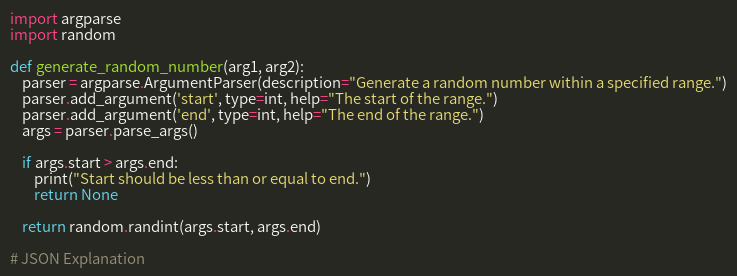 import argparse
import random
def generate_random_number(arg1, arg2):
parser = argparse.ArgumentParser(description="Generate a random number within a specified range.")
parser.add_argument('start', type=int, help="The start of the range.")
parser.add_argument('end', type=int, help="The end of the range.")
args = parser.parse_args()
if args.start > args.end:
print("Start should be less than or equal to end.")
return None
return random.randint(args.start, args.end)
# JSON Explanation